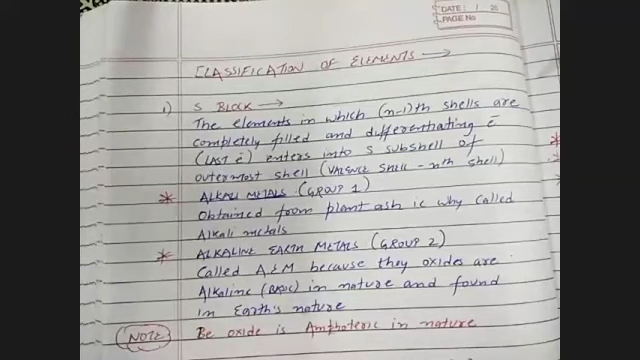 DATE: / 20
PAGE No
CLASSIFICATION OF ELEMENTS →
1) S BLOCK →
The elements in which (n-1)th shells are
completely filled and differentiating ē
(LAST ē) enters into s subshell of
outermost shell (VALENCE SHELL - nth shell)
* ALKALI METALS (GROUP 1)
Obtained from plant ash ie why called
Alkali metals
* ALKALINE EARTH METALS (GROUP 2)
Called AEM because they oxides are
Alkaline (BASIC) in nature and found
in Earth's nature
NOTE Be oxide is Amphoteric in nature